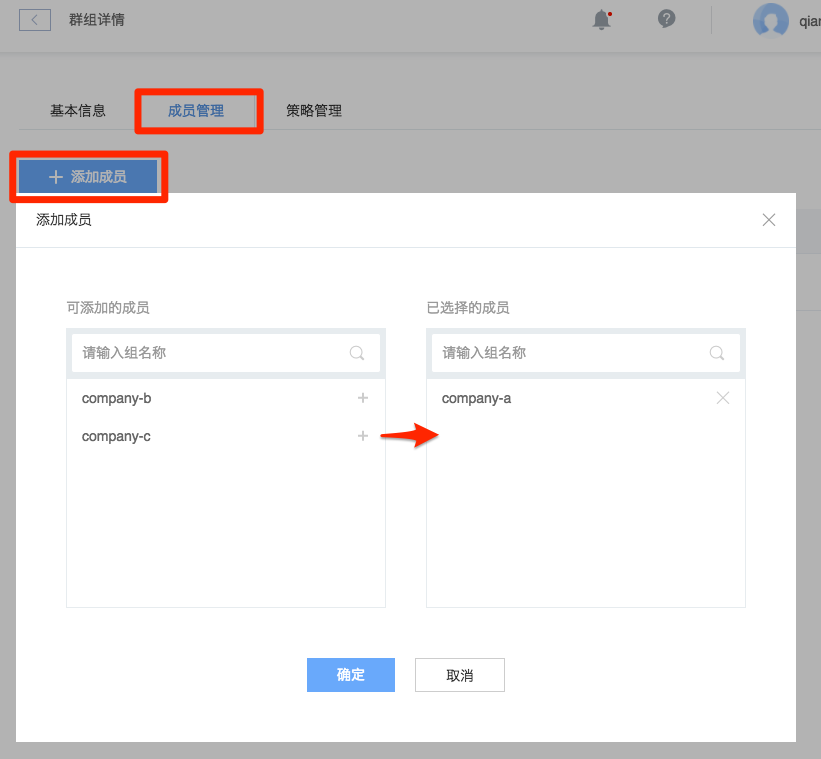 群组详情
qian
基本信息
成员管理
策略管理
添加成员
添加成员
可添加的成员
已选择的成员
请输入组名称
请输入组名称
company-b
company-a
company-c
确定
取消